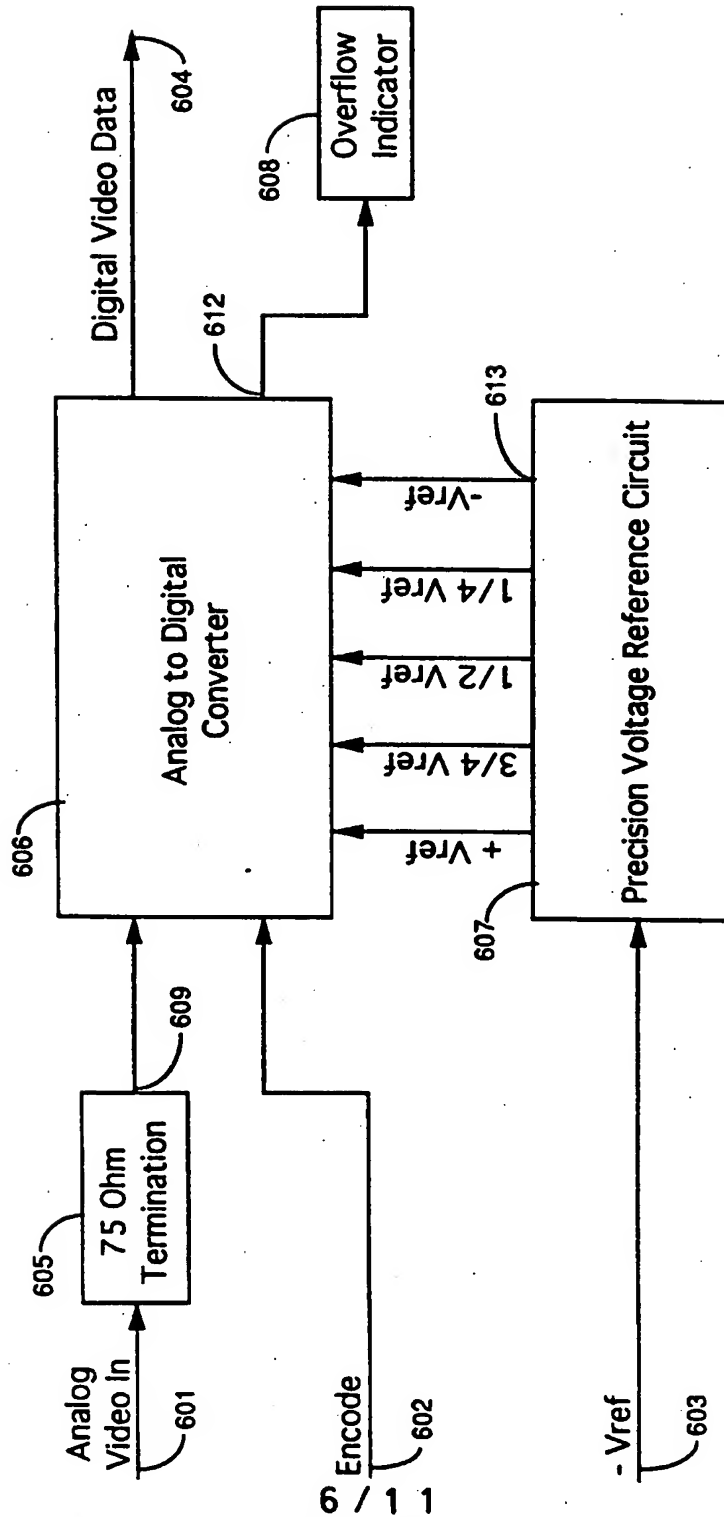 Analog
Video In
601
605
75 Ohm
Termination
609
Encode
602
- Vref
603
606
Analog to Digital
Converter
Digital Video Data
604
612
608
Overflow
Indicator
+ Vref
3/4 Vref
1/2 Vref
1/4 Vref
-Vref
613
607
Precision Voltage Reference Circuit
6 / 11